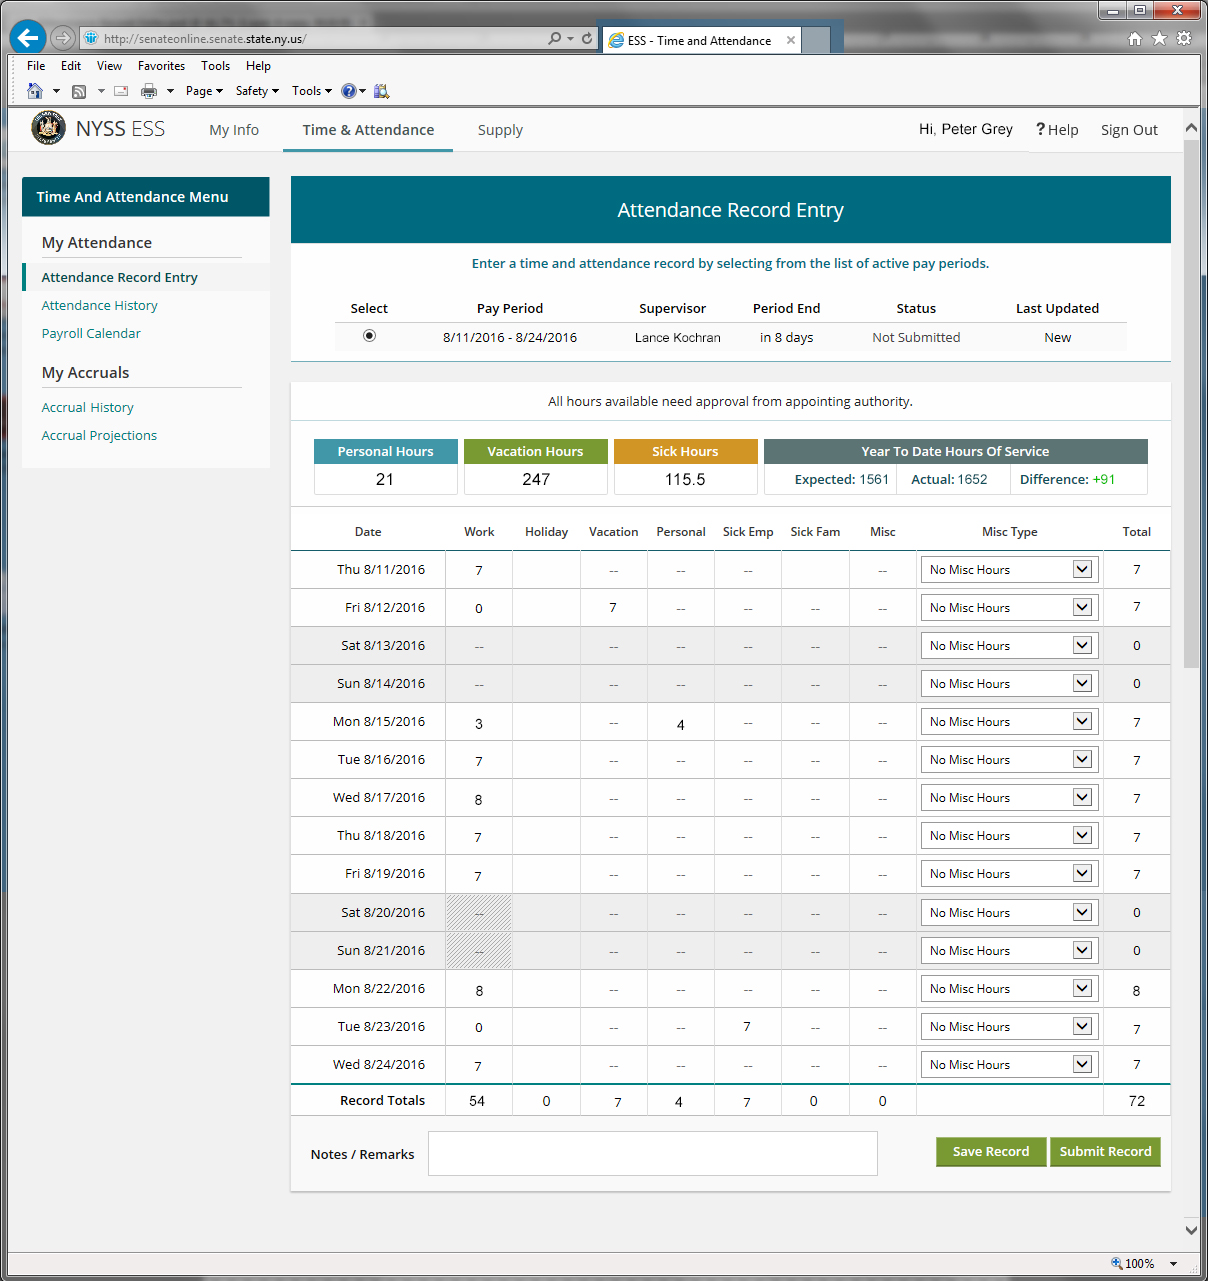 http://senateonline.senate.state.ny.us/
ESS - Time and Attendance
File Edit View Favorites Tools Help
Page Safety Tools
NYSS ESS My Info Time & Attendance Supply Hi, Peter Grey ? Help Sign Out
Time And Attendance Menu
My Attendance
Attendance Record Entry
Attendance History
Payroll Calendar
My Accruals
Accrual History
Accrual Projections
Attendance Record Entry
Enter a time and attendance record by selecting from the list of active pay periods.
Select Pay Period Supervisor Period End Status Last Updated
8/11/2016 - 8/24/2016 Lance Kochran in 8 days Not Submitted New
All hours available need approval from appointing authority.
Personal Hours Vacation Hours Sick Hours Year To Date Hours Of Service
21 247 115.5 Expected: 1561 Actual: 1652 Difference: +91
Date Work Holiday Vacation Personal Sick Emp Sick Fam Misc Misc Type Total
Thu 8/11/2016 7 -- -- -- -- No Misc Hours 7
Fri 8/12/2016 0 7 -- -- -- -- No Misc Hours 7
Sat 8/13/2016 -- -- -- -- -- -- No Misc Hours 0
Sun 8/14/2016 -- -- -- -- -- -- No Misc Hours 0
Mon 8/15/2016 3 -- 4 -- -- -- No Misc Hours 7
Tue 8/16/2016 7 -- -- -- -- -- No Misc Hours 7
Wed 8/17/2016 8 -- -- -- -- -- No Misc Hours 7
Thu 8/18/2016 7 -- -- -- -- -- No Misc Hours 7
Fri 8/19/2016 7 -- -- -- -- -- No Misc Hours 7
Sat 8/20/2016 -- -- -- -- -- -- No Misc Hours 0
Sun 8/21/2016 -- -- -- -- -- -- No Misc Hours 0
Mon 8/22/2016 8 -- -- -- -- -- No Misc Hours 8
Tue 8/23/2016 0 -- -- 7 -- -- No Misc Hours 7
Wed 8/24/2016 7 -- -- -- -- -- No Misc Hours 7
Record Totals 54 0 7 4 7 0 0 72
Notes / Remarks Save Record Submit Record
100%